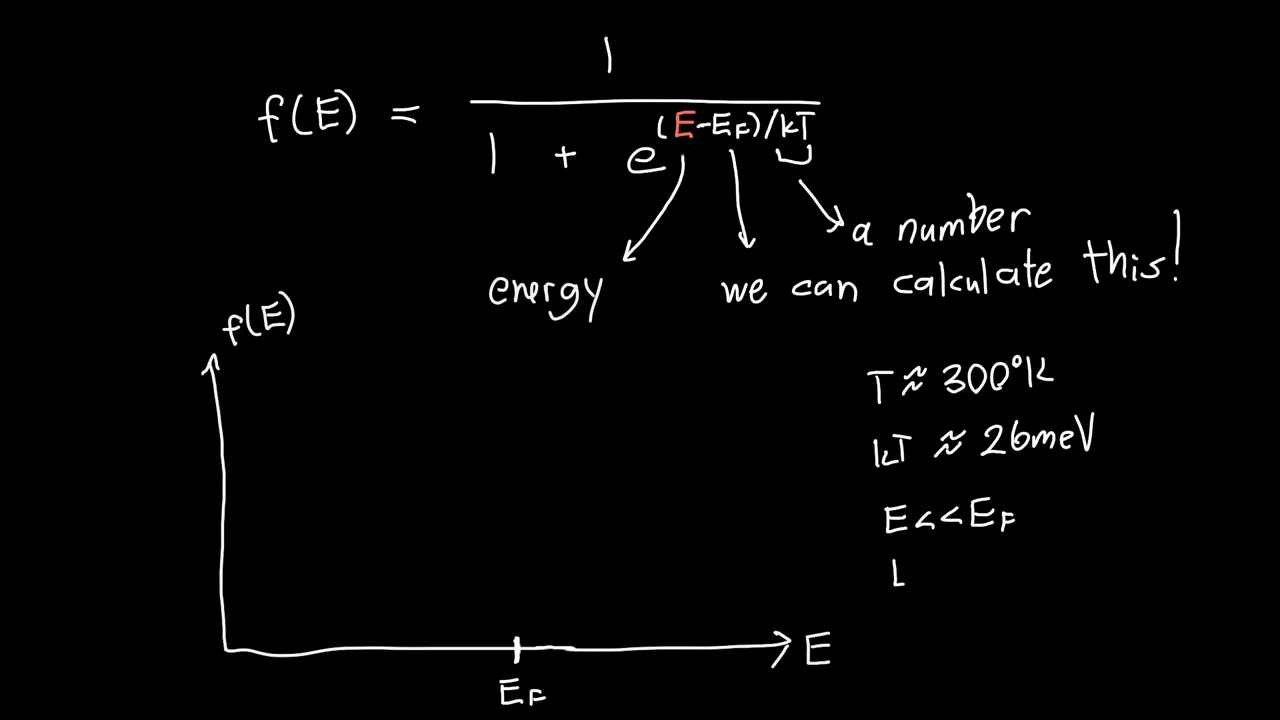 f(E) = 1 / (1 + e^((E-EF)/kT))
a number
energy
we can calculate this!
f(E)
T ≈ 300°K
kT ≈ 26meV
E<<EF
E
EF